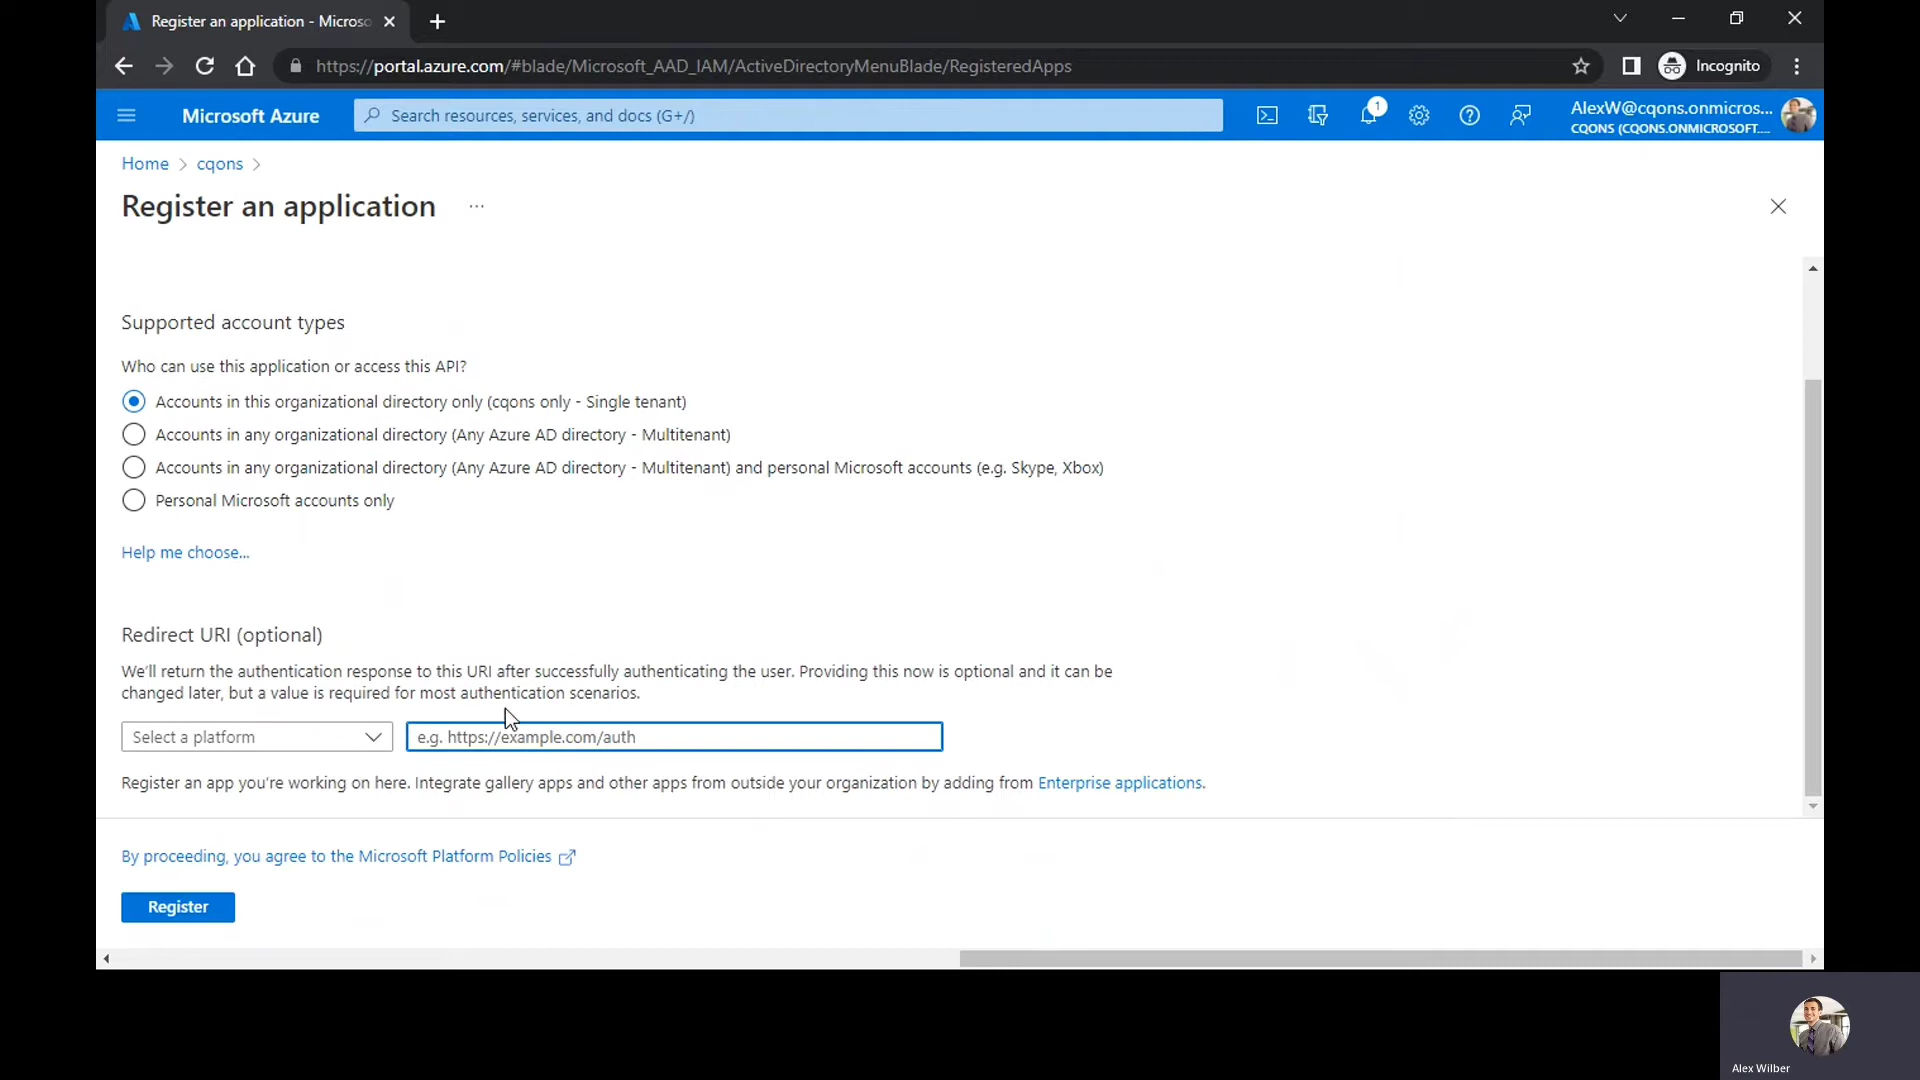 Register an application - Microso
https://portal.azure.com/#blade/Microsoft_AAD_IAM/ActiveDirectoryMenuBlade/RegisteredApps
Incognito
Microsoft Azure
Search resources, services, and docs (G+/)
1
AlexW@cqons.onmicros...
CQONS (CQONS.ONMICROSOFT....
Home > cqons >
Register an application ...
Supported account types
Who can use this application or access this API?
Accounts in this organizational directory only (cqons only - Single tenant)
Accounts in any organizational directory (Any Azure AD directory - Multitenant)
Accounts in any organizational directory (Any Azure AD directory - Multitenant) and personal Microsoft accounts (e.g. Skype, Xbox)
Personal Microsoft accounts only
Help me choose...
Redirect URI (optional)
We'll return the authentication response to this URI after successfully authenticating the user. Providing this now is optional and it can be
changed later, but a value is required for most authentication scenarios.
Select a platform
e.g. https://example.com/auth
Register an app you're working on here. Integrate gallery apps and other apps from outside your organization by adding from Enterprise applications.
By proceeding, you agree to the Microsoft Platform Policies
Register
Alex Wilber